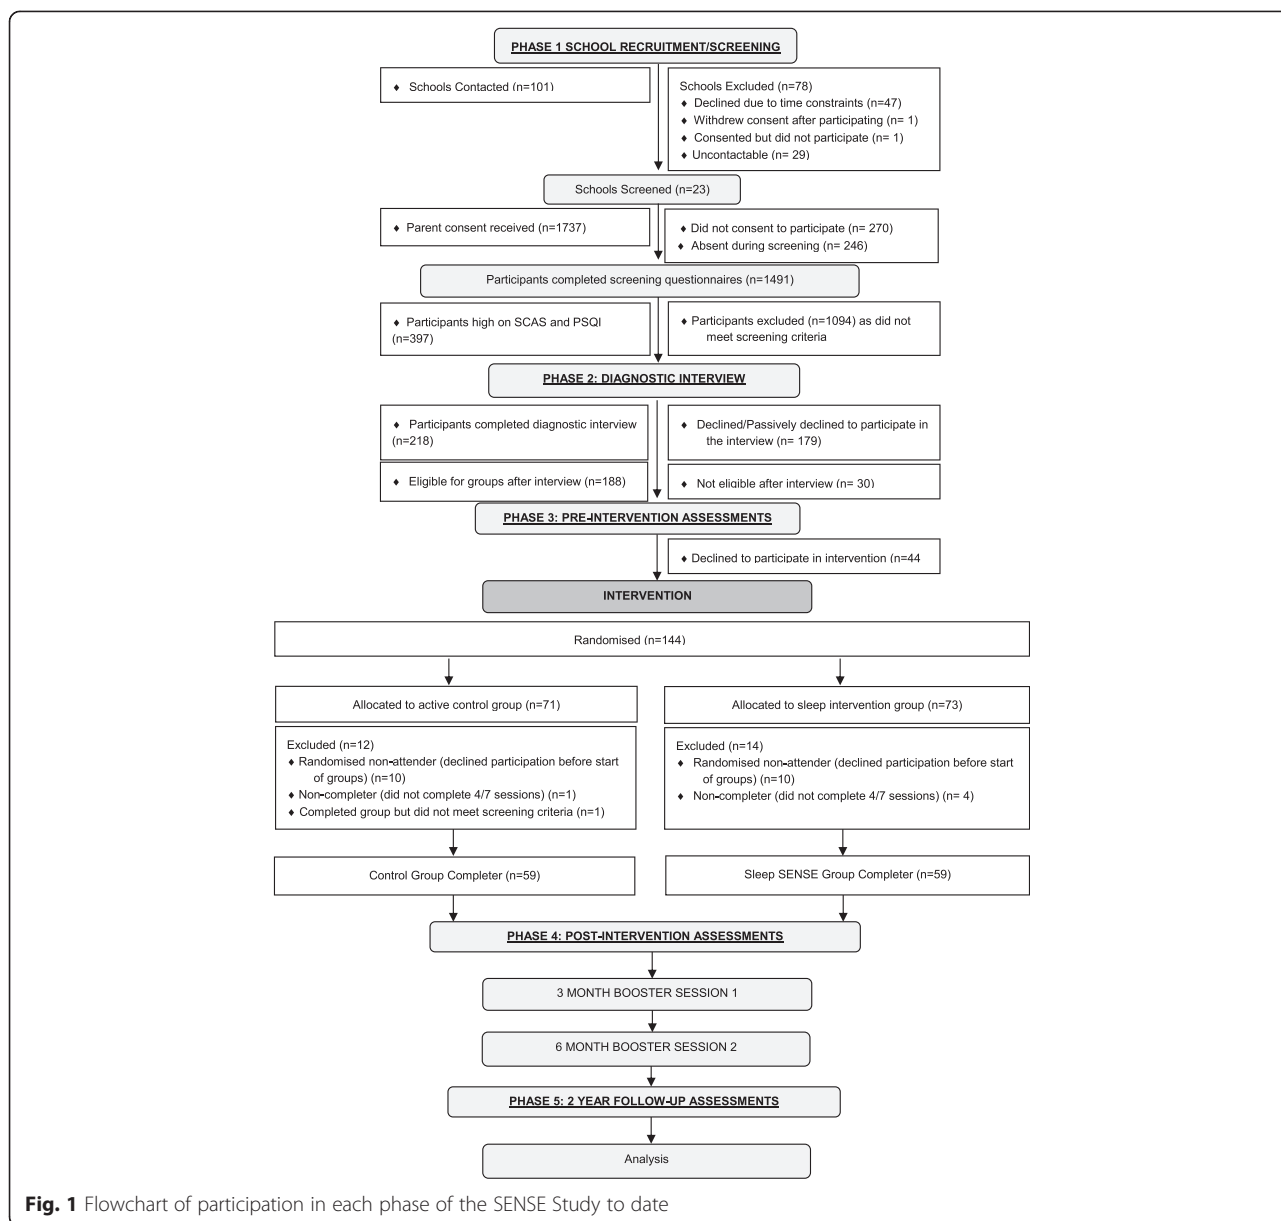 PHASE 1 SCHOOL RECRUITMENT/SCREENING
♦ Schools Contacted (n=101)
Schools Excluded (n=78)
♦ Declined due to time constraints (n=47)
♦ Withdrew consent after participating (n= 1)
♦ Consented but did not participate (n= 1)
♦ Uncontactable (n= 29)
Schools Screened (n=23)
♦ Parent consent received (n=1737)
♦ Did not consent to participate (n= 270)
♦ Absent during screening (n= 246)
Participants completed screening questionnaires (n=1491)
♦ Participants high on SCAS and PSQI
(n=397)
♦ Participants excluded (n=1094) as did not
meet screening criteria
PHASE 2: DIAGNOSTIC INTERVIEW
♦ Participants completed diagnostic interview
(n=218)
♦ Declined/Passively declined to participate in
the interview (n= 179)
♦ Eligible for groups after interview (n=188)
♦ Not eligible after interview (n= 30)
PHASE 3: PRE-INTERVENTION ASSESSMENTS
♦ Declined to participate in intervention (n=44
INTERVENTION
Randomised (n=144)
Allocated to active control group (n=71)
Excluded (n=12)
♦ Randomised non-attender (declined participation before start
of groups) (n=10)
♦ Non-completer (did not complete 4/7 sessions) (n=1)
♦ Completed group but did not meet screening criteria (n=1)
Allocated to sleep intervention group (n=73)
Excluded (n=14)
♦ Randomised non-attender (declined participation before start
of groups) (n=10)
♦ Non-completer (did not complete 4/7 sessions) (n= 4)
Control Group Completer (n=59)
Sleep SENSE Group Completer (n=59)
PHASE 4: POST-INTERVENTION ASSESSMENTS
3 MONTH BOOSTER SESSION 1
6 MONTH BOOSTER SESSION 2
PHASE 5: 2 YEAR FOLLOW-UP ASSESSMENTS
Analysis
Fig. 1 Flowchart of participation in each phase of the SENSE Study to date